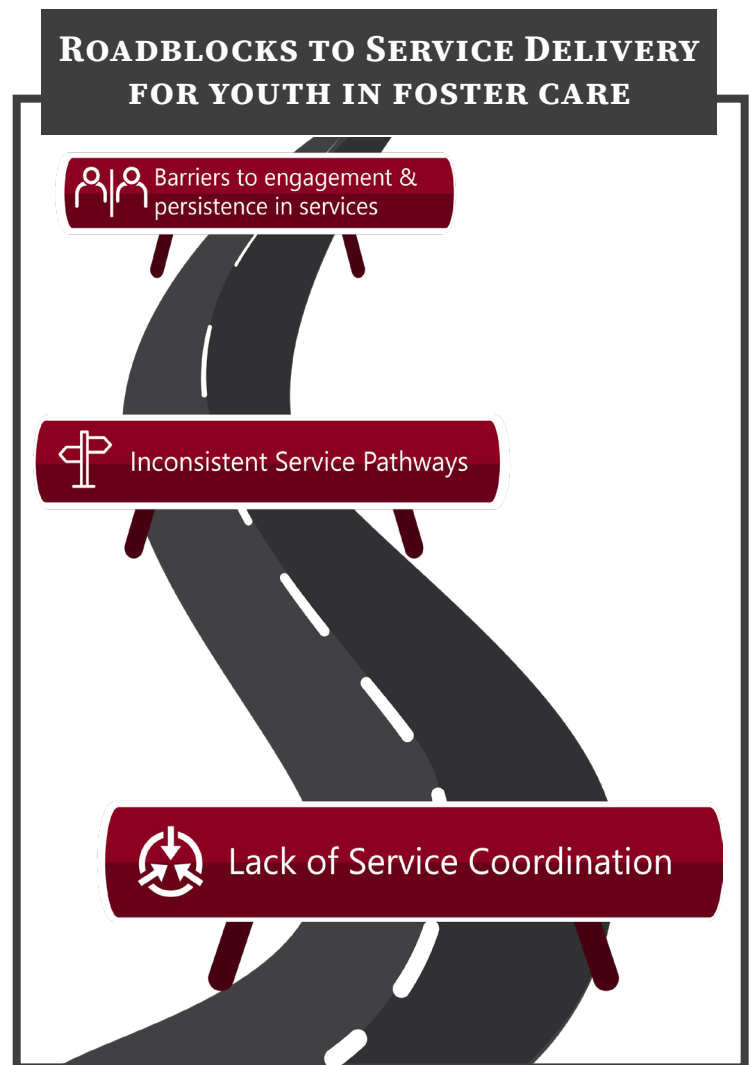 Roadblocks to Service Delivery
for youth in foster care
Barriers to engagement &
persistence in services
Inconsistent Service Pathways
Lack of Service Coordination